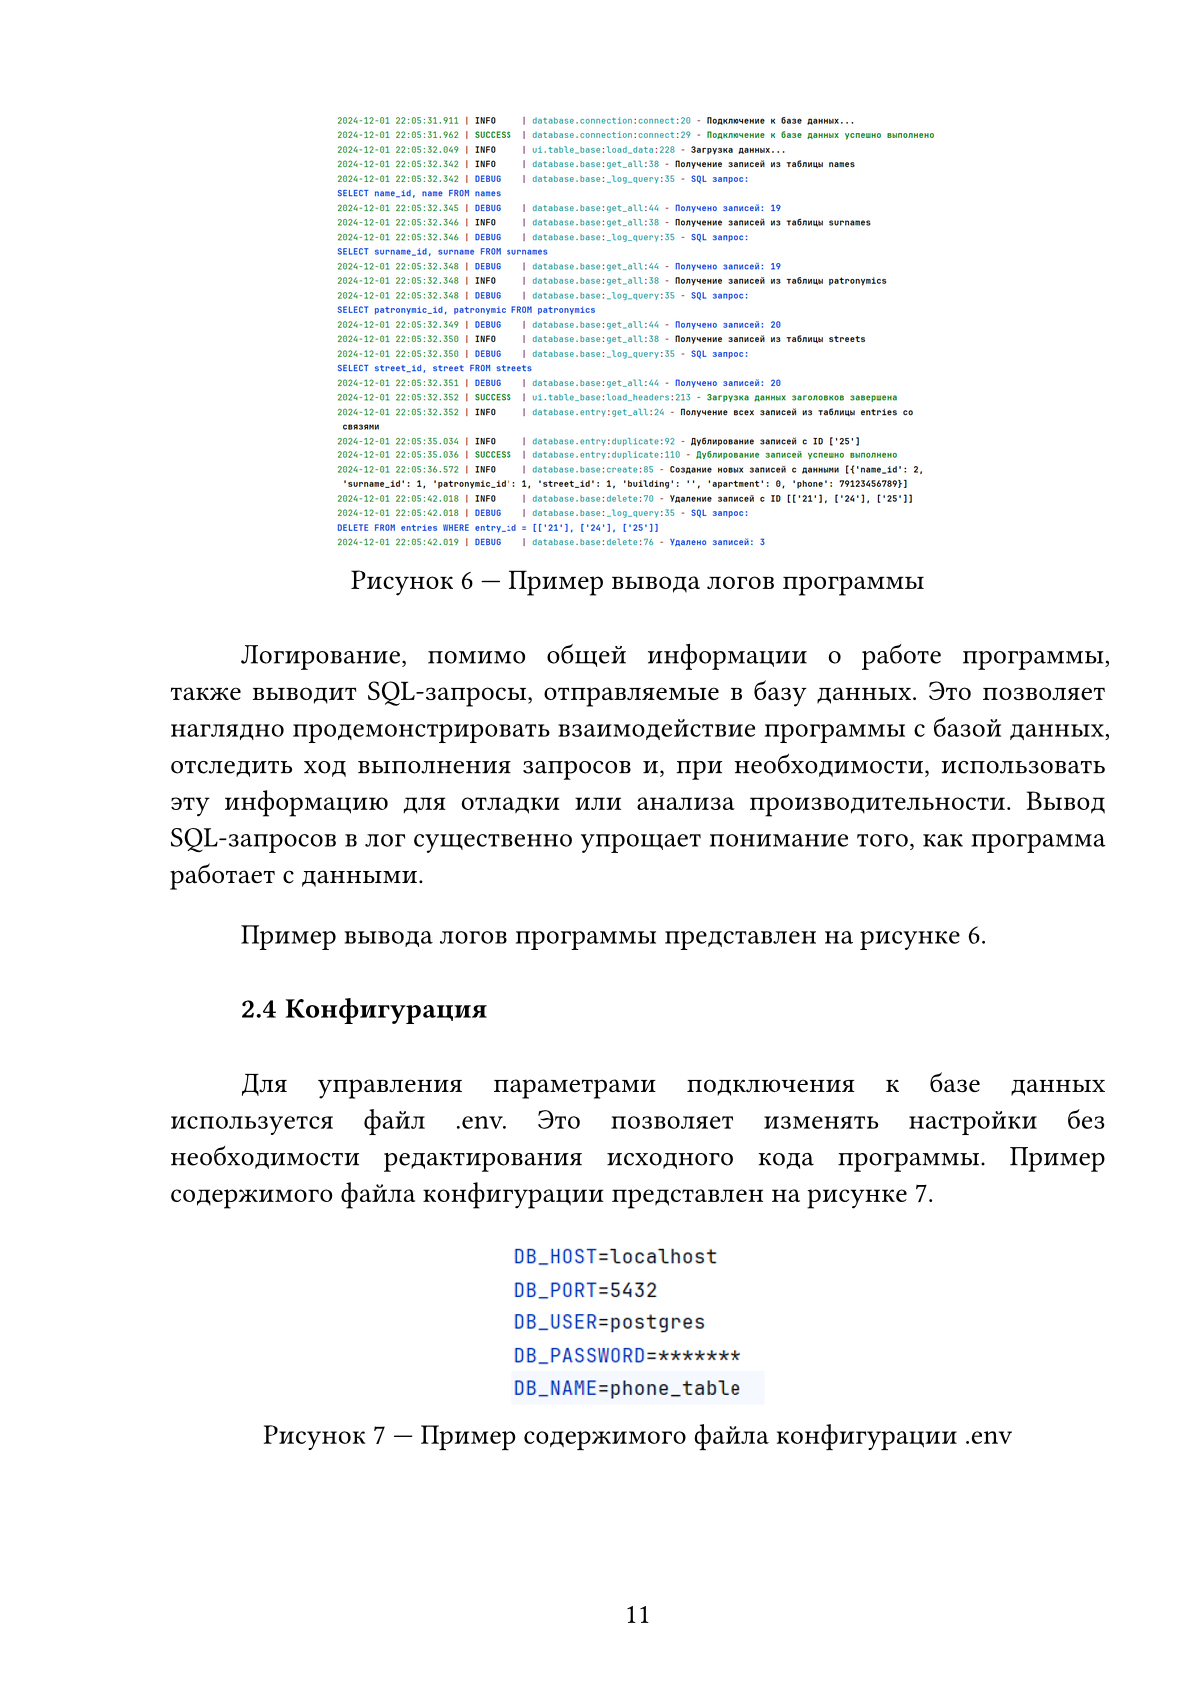 2024-12-01 22:05:31.911 | INFO | database.connection:connect:20 - Подключение к базе данных...
2024-12-01 22:05:31.962 | SUCCESS | database.connection:connect:29 - Подключение к базе данных успешно выполнено
2024-12-01 22:05:32.049 | INFO | ui.table_base:load_data:228 - Загрузка данных...
2024-12-01 22:05:32.342 | INFO | database.base:get_all:38 - Получение записей из таблицы names
2024-12-01 22:05:32.342 | DEBUG | database.base:_log_query:35 - SQL запрос:
SELECT name_id, name FROM names
2024-12-01 22:05:32.345 | DEBUG | database.base:get_all:44 - Получено записей: 19
2024-12-01 22:05:32.346 | INFO | database.base:get_all:38 - Получение записей из таблицы surnames
2024-12-01 22:05:32.346 | DEBUG | database.base:_log_query:35 - SQL запрос:
SELECT surname_id, surname FROM surnames
2024-12-01 22:05:32.348 | DEBUG | database.base:get_all:44 - Получено записей: 19
2024-12-01 22:05:32.348 | INFO | database.base:get_all:38 - Получение записей из таблицы patronymics
2024-12-01 22:05:32.348 | DEBUG | database.base:_log_query:35 - SQL запрос:
SELECT patronymic_id, patronymic FROM patronymics
2024-12-01 22:05:32.349 | DEBUG | database.base:get_all:44 - Получено записей: 20
2024-12-01 22:05:32.350 | INFO | database.base:get_all:38 - Получение записей из таблицы streets
2024-12-01 22:05:32.350 | DEBUG | database.base:_log_query:35 - SQL запрос:
SELECT street_id, street FROM streets
2024-12-01 22:05:32.351 | DEBUG | database.base:get_all:44 - Получено записей: 20
2024-12-01 22:05:32.352 | SUCCESS | ui.table_base:load_headers:213 - Загрузка данных заголовков завершена
2024-12-01 22:05:32.352 | INFO | database.entry:get_all:24 - Получение всех записей из таблицы entries со
связями
2024-12-01 22:05:35.034 | INFO | database.entry:duplicate:92 - Дублирование записей с ID ['25']
2024-12-01 22:05:35.036 | SUCCESS | database.entry:duplicate:110 - Дублирование записей успешно выполнено
2024-12-01 22:05:36.572 | INFO | database.base:create:85 - Создание новых записей с данными [{'name_id': 2,
'surname_id': 1, 'patronymic_id': 1, 'street_id': 1, 'building': '', 'apartment': 0, 'phone': 79123456789}]
2024-12-01 22:05:42.018 | INFO | database.base:delete:70 - Удаление записей с ID [['21'], ['24'], ['25']]
2024-12-01 22:05:42.018 | DEBUG | database.base:_log_query:35 - SQL запрос:
DELETE FROM entries WHERE entry_id = [['21'], ['24'], ['25']]
2024-12-01 22:05:42.019 | DEBUG | database.base:delete:76 - Удалено записей: 3
Рисунок 6 — Пример вывода логов программы
Логирование, помимо общей информации о работе программы,
также выводит SQL-запросы, отправляемые в базу данных. Это позволяет
наглядно продемонстрировать взаимодействие программы с базой данных,
отследить ход выполнения запросов и, при необходимости, использовать
эту информацию для отладки или анализа производительности. Вывод
SQL-запросов в лог существенно упрощает понимание того, как программа
работает с данными.
Пример вывода логов программы представлен на рисунке 6.
2.4 Конфигурация
Для управления параметрами подключения к базе данных
используется файл .env. Это позволяет изменять настройки без
необходимости редактирования исходного кода программы. Пример
содержимого файла конфигурации представлен на рисунке 7.
DB_HOST=localhost
DB_PORT=5432
DB_USER=postgres
DB_PASSWORD=*******
DB_NAME=phone_table
Рисунок 7 — Пример содержимого файла конфигурации .env
11